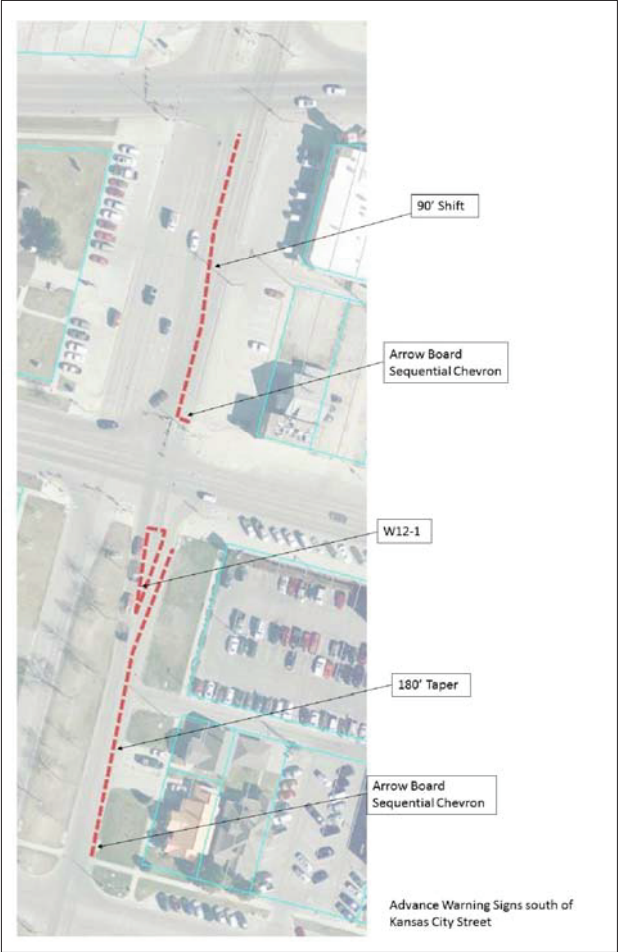 90' Shift
Arrow Board
Sequential Chevron
W12-1
180' Taper
Arrow Board
Sequential Chevron
Advance Warning Signs south of
Kansas City Street